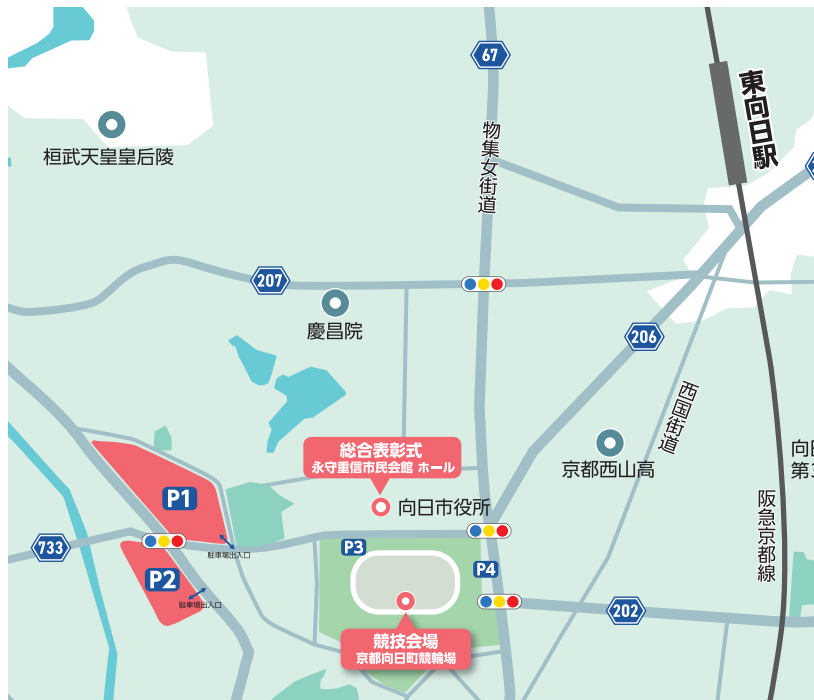 67
東向日駅
物集女街道
桓武天皇皇后陵
207
慶昌院
206
西国街道
総合表彰式
永守重信市民会館 ホール
京都西山高
向日市役所
阪急京都線
P1
733
駐車場出入口
P2
駐車場出入口
P3
P4
202
競技会場
京都向日町競輪場